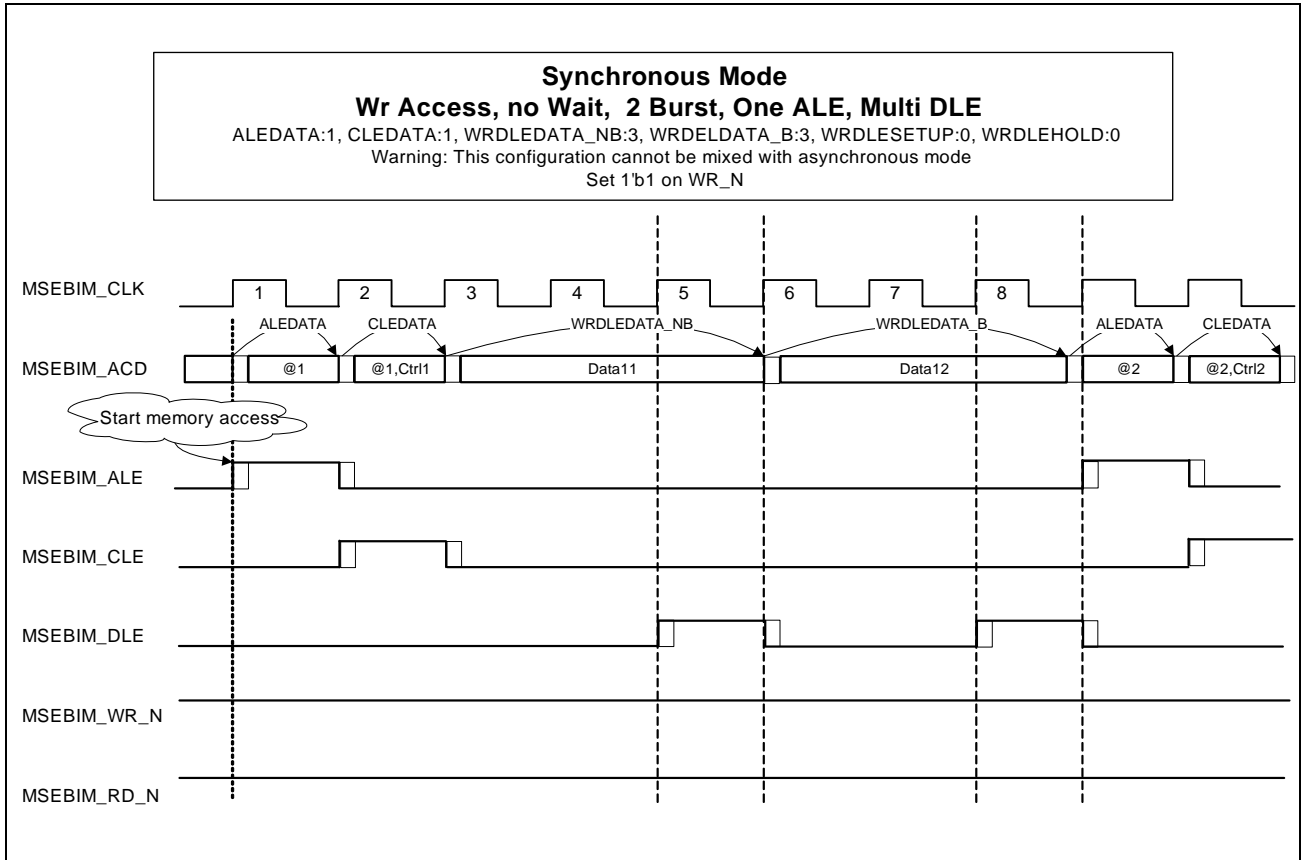 Synchronous Mode
Wr Access, no Wait, 2 Burst, One ALE, Multi DLE
ALEDATA:1, CLEDATA:1, WRDLEDATA_NB:3, WRDELDATA_B:3, WRDLESETUP:0, WRDLEHOLD:0
Warning: This configuration cannot be mixed with asynchronous mode
Set 1'b1 on WR_N
MSEBIM_CLK 1 2 3 4 5 6 7 8
ALEDATA CLEDATA WRDLEDATA_NB WRDLEDATA_B ALEDATA CLEDATA
MSEBIM_ACD @1 @1,Ctrl1 Data11 Data12 @2 @2,Ctrl2
Start memory access
MSEBIM_ALE
MSEBIM_CLE
MSEBIM_DLE
MSEBIM_WR_N
MSEBIM_RD_N